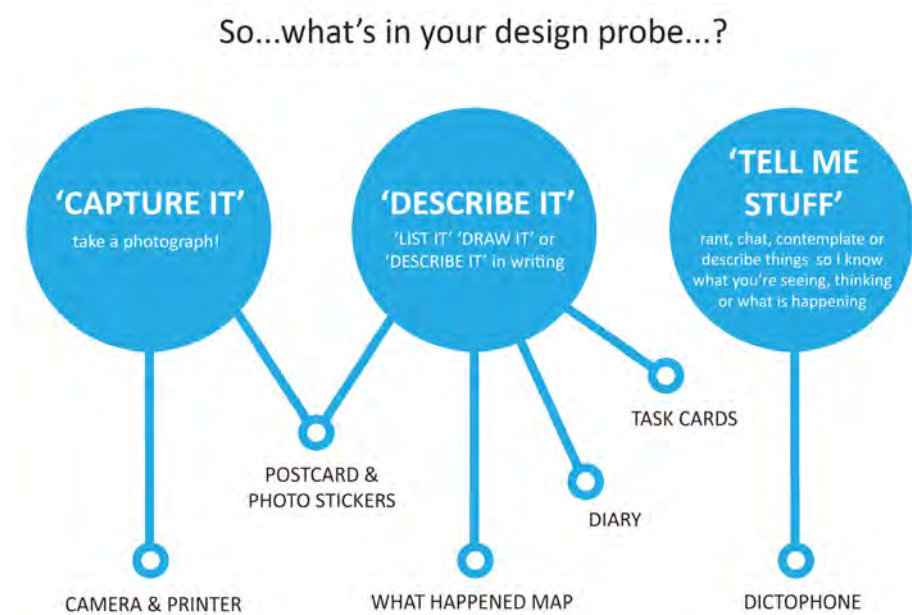 So...what's in your design probe...?
'CAPTURE IT'
take a photograph!
'DESCRIBE IT'
'LIST IT' 'DRAW IT' or
'DESCRIBE IT' in writing
'TELL ME
STUFF'
rant, chat, contemplate or
describe things so I know
what you're seeing, thinking
or what is happening
TASK CARDS
POSTCARD &
PHOTO STICKERS
DIARY
CAMERA & PRINTER
WHAT HAPPENED MAP
DICTOPHONE